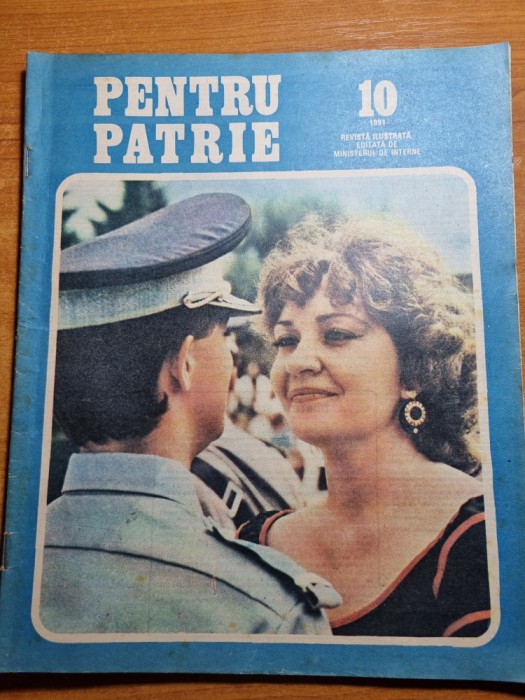 PENTRU
PATRIE
10
1991
REVISTĂ ILUSTRATĂ
EDITATĂ DE
MINISTERUL DE INTERNE